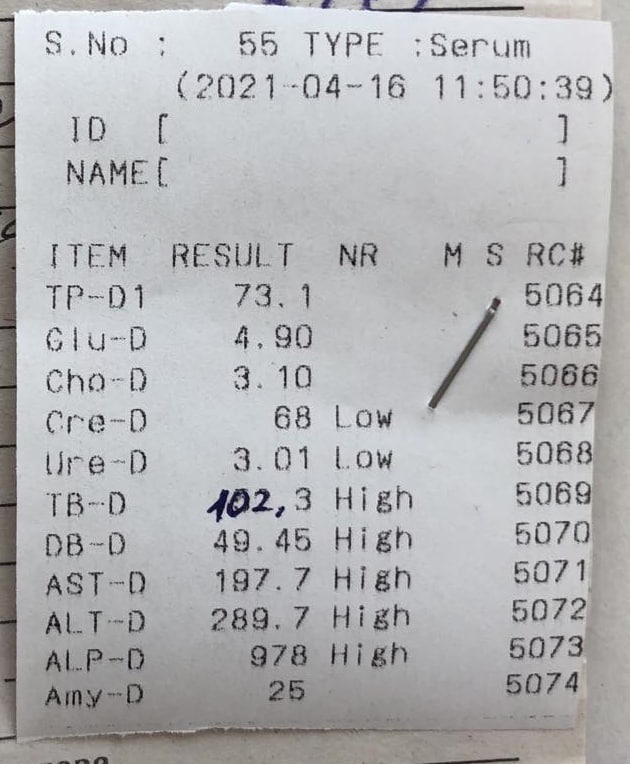 S.No : 55 TYPE :Serum
(2021-04-16 11:50:39)
ID [ ]
NAME[ ]
ITEM RESULT NR M S RC#
TP-D1 73.1 5064
Glu-D 4.90 5065
Cho-D 3.10 5066
Cre-D 68 Low 5067
Ure-D 3.01 Low 5068
TB-D 102,3 High 5069
DB-D 49.45 High 5070
AST-D 197.7 High 5071
ALT-D 289.7 High 5072
ALP-D 978 High 5073
Amy-D 25 5074